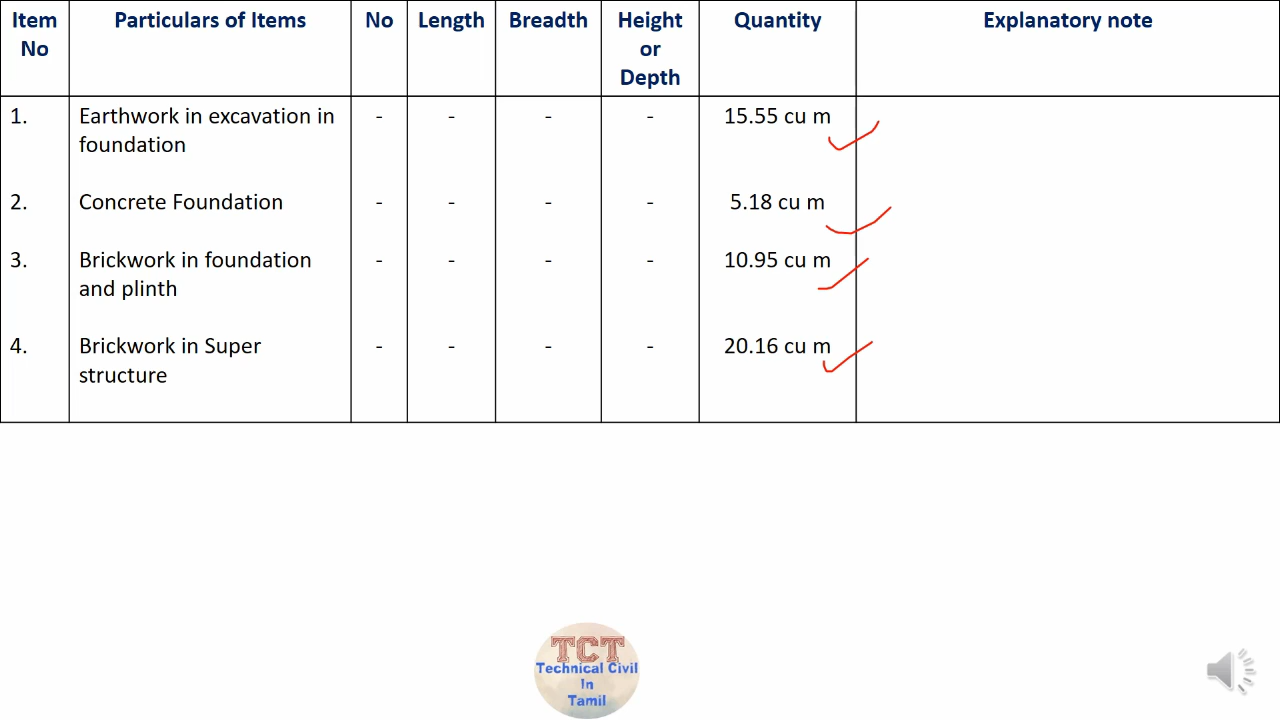 Item No Particulars of Items No Length Breadth Height or Depth Quantity Explanatory note
1. Earthwork in excavation in foundation - - - - 15.55 cu m
2. Concrete Foundation - - - - 5.18 cu m
3. Brickwork in foundation and plinth - - - - 10.95 cu m
4. Brickwork in Super structure - - - - 20.16 cu m
TCT
Technical Civil
In
Tamil